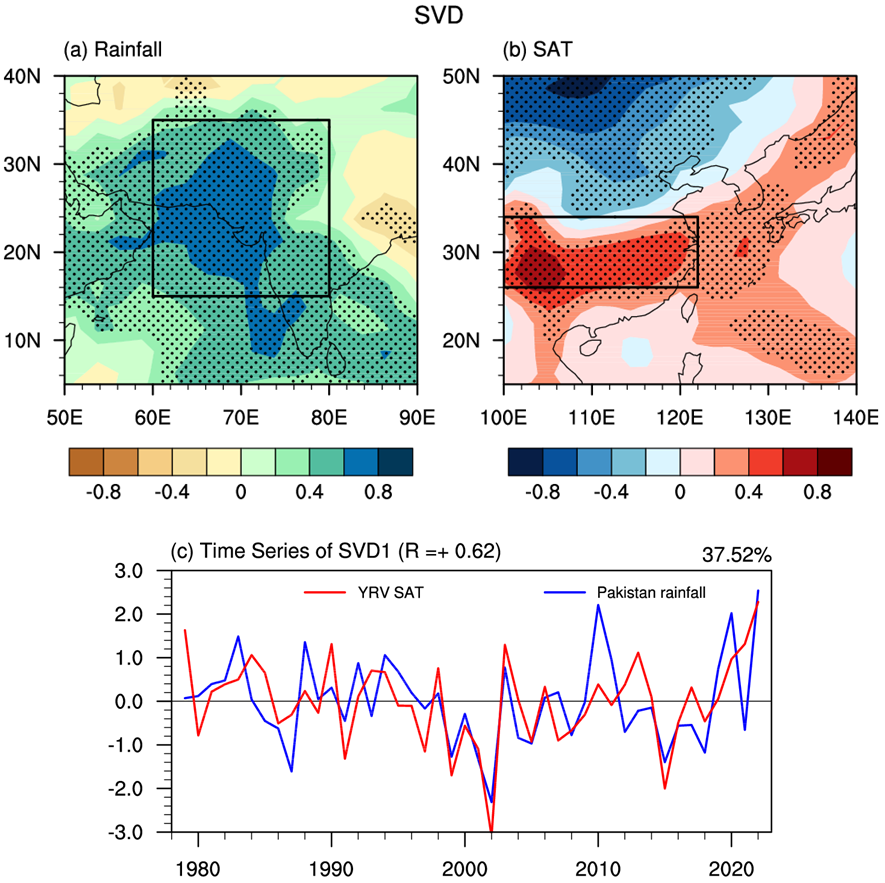 SVD
(a) Rainfall
(b) SAT
40N
30N
20N
10N
50E 60E 70E 80E 90E
50N
40N
30N
20N
100E 110E 120E 130E 140E
-0.8 -0.4 0 0.4 0.8
-0.8 -0.4 0 0.4 0.8
(c) Time Series of SVD1 (R =+ 0.62)
37.52%
YRV SAT
Pakistan rainfall
3.0
2.0
1.0
0.0
-1.0
-2.0
-3.0
1980 1990 2000 2010 2020